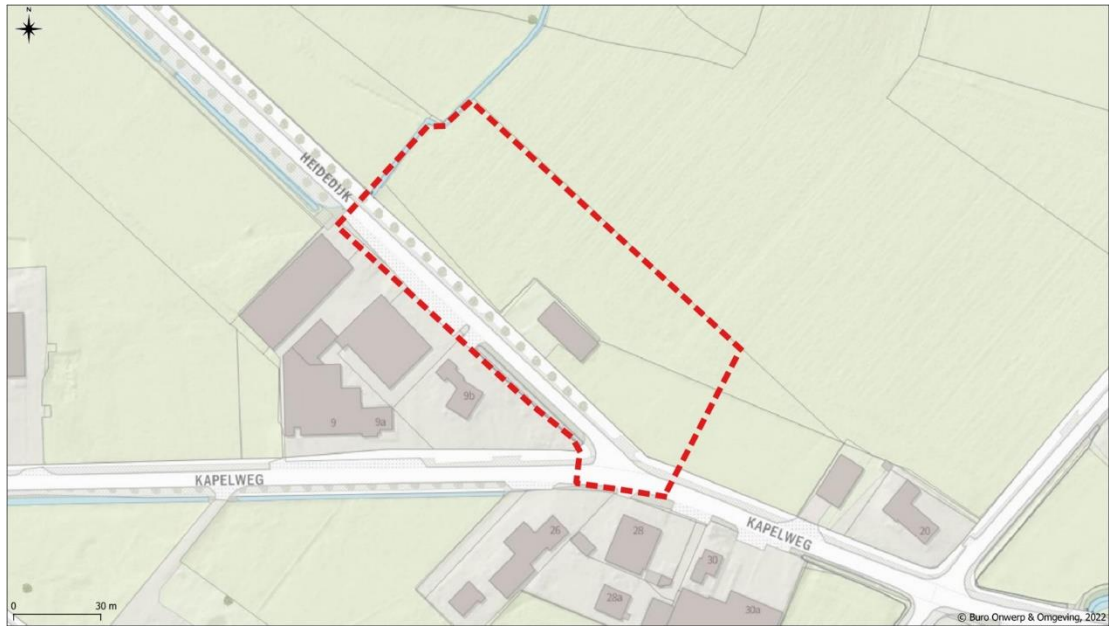 N
HEIDEDIJK
9b
9
9a
KAPELWEG
KAPELWEG
26
28
30
20
28a
30a
0 30 m
© Buro Onwerp & Omgeving, 2022